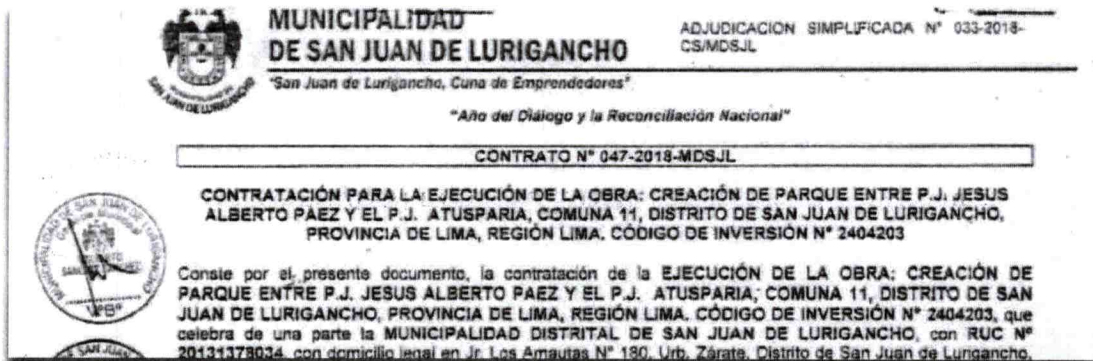 MUNICIPALIDAD
DE SAN JUAN DE LURIGANCHO
ADJUDICACION SIMPLIFICADA N° 033-2018-
CS/MDSJL
"San Juan de Lurigancho, Cuna de Emprendedores"
"Año del Diálogo y la Reconciliación Nacional"
CONTRATO N° 047-2018-MDSJL
CONTRATACIÓN PARA LA EJECUCIÓN DE LA OBRA: CREACIÓN DE PARQUE ENTRE P.J. JESUS
ALBERTO PAEZ Y EL P.J. ATUSPARIA, COMUNA 11, DISTRITO DE SAN JUAN DE LURIGANCHO,
PROVINCIA DE LIMA, REGIÓN LIMA. CÓDIGO DE INVERSIÓN N° 2404203
Conste por el presente documento, la contratación de la EJECUCIÓN DE LA OBRA: CREACIÓN DE
PARQUE ENTRE P.J. JESUS ALBERTO PAEZ Y EL P.J. ATUSPARIA, COMUNA 11, DISTRITO DE SAN
JUAN DE LURIGANCHO, PROVINCIA DE LIMA, REGIÓN LIMA. CÓDIGO DE INVERSIÓN N° 2404203, que
celebra de una parte la MUNICIPALIDAD DISTRITAL DE SAN JUAN DE LURIGANCHO, con RUC N°
20131378034, con domicilio legal en Jr. Los Amautas N° 180, Urb. Zárate, Distrito de San Juan de Lurigancho,